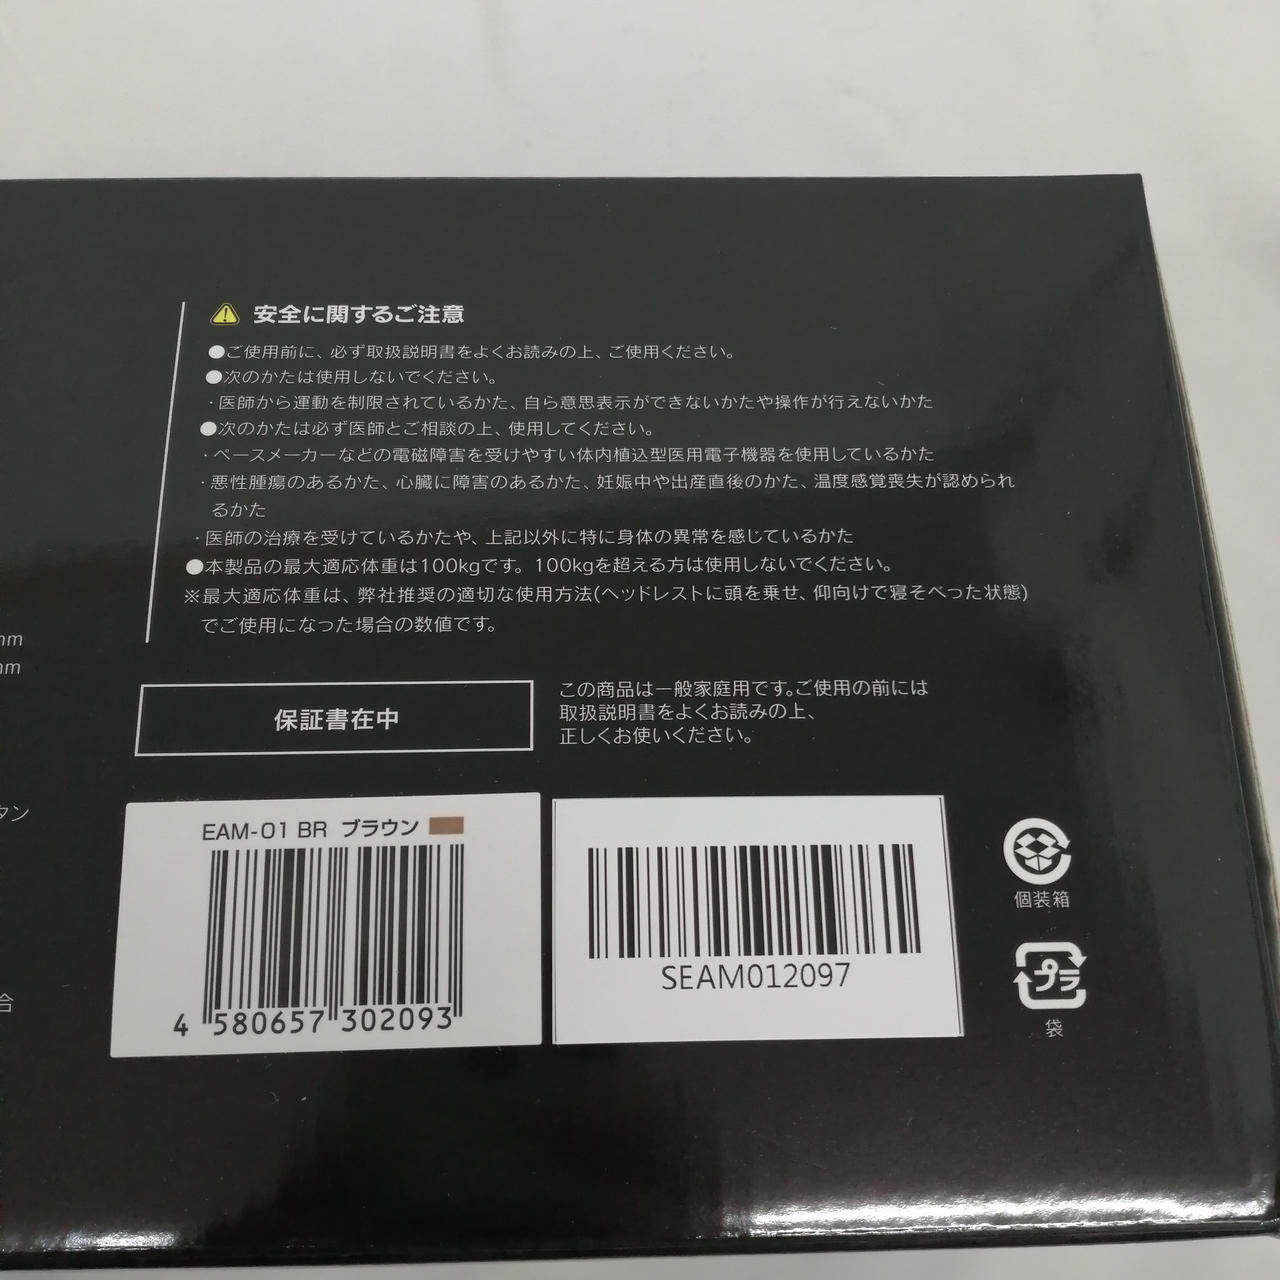 安全に関するご注意
●ご使用前に、必ず取扱説明書をよくお読みの上、ご使用ください。
●次のかたは使用しないでください。
・医師から運動を制限されているかた、自ら意思表示ができないかたや操作が行えないかた
●次のかたは必ず医師とご相談の上、使用してください。
・ペースメーカーなどの電磁障害を受けやすい体内植込型医用電子機器を使用しているかた
・悪性腫瘍のあるかた、心臓に障害のあるかた、妊娠中や出産直後のかた、温度感覚喪失が認められ
るかた
・医師の治療を受けているかたや、上記以外に特に身体の異常を感じているかた
●本製品の最大適応体重は100kgです。100kgを超える方は使用しないでください。
※最大適応体重は、弊社推奨の適切な使用方法(ヘッドレストに頭を乗せ、仰向けで寝そべった状態)
でご使用になった場合の数値です。
mm
mm
タン
合
保証書在中
この商品は一般家庭用です。ご使用の前には
取扱説明書をよくお読みの上、
正しくお使いください。
EAM-01 BR ブラウン
4 580657 302093
SEAM012097
個装箱
プラ
袋